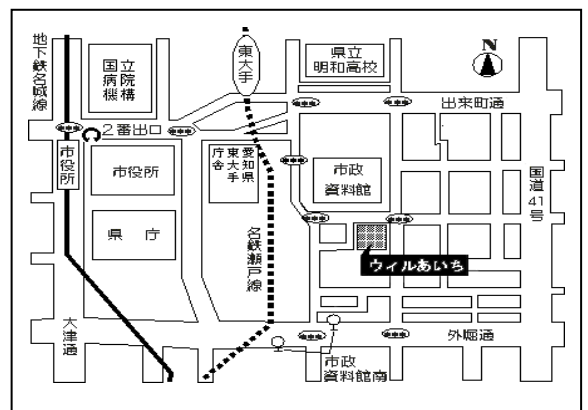 地下鉄名城線
国立
病院
機構
東大手
県立
明和高校
N
２番出口
出来町通
市役所
市役所
愛知県
東大手
庁舎
市政
資料館
国道41号
県庁
名鉄瀬戸線
ウィルあいち
大津通
外堀通
市政
資料館南